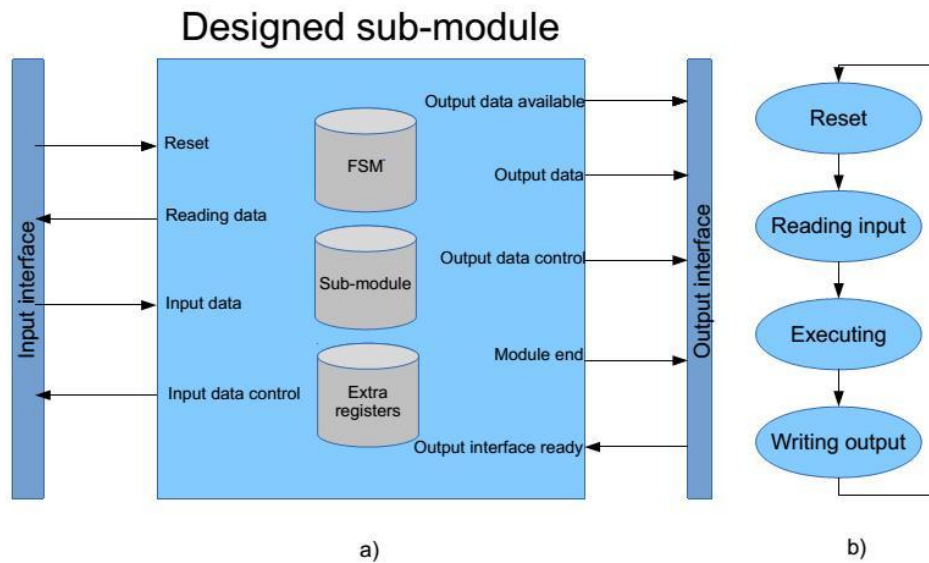 Designed sub-module
Input interface
Reset
Reading data
Input data
Input data control
FSM
Sub-module
Extra
registers
Output data available
Output data
Output data control
Module end
Output interface ready
Output interface
a)
Reset
Reading input
Executing
Writing output
b)